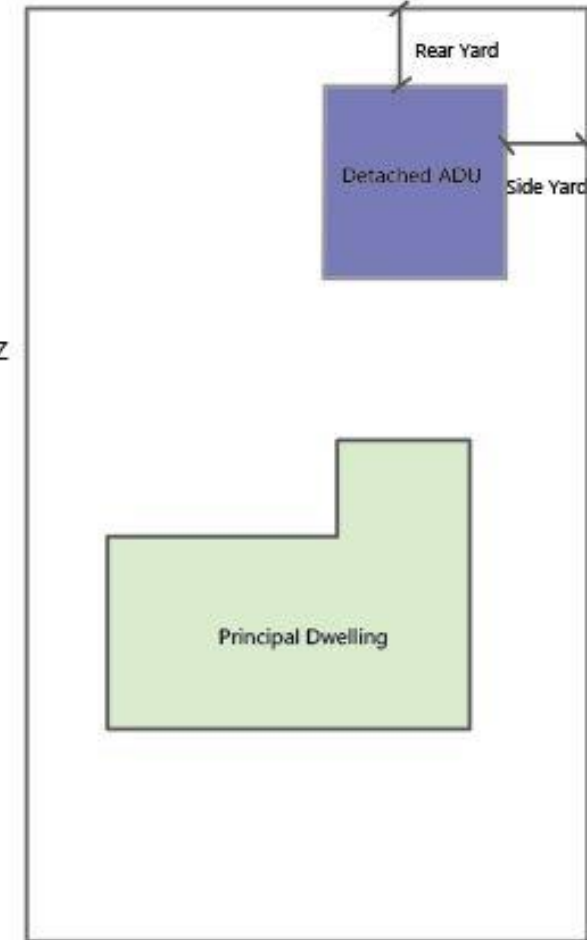 Rear Yard
Detached ADU
Side Yard
Z
Principal Dwelling